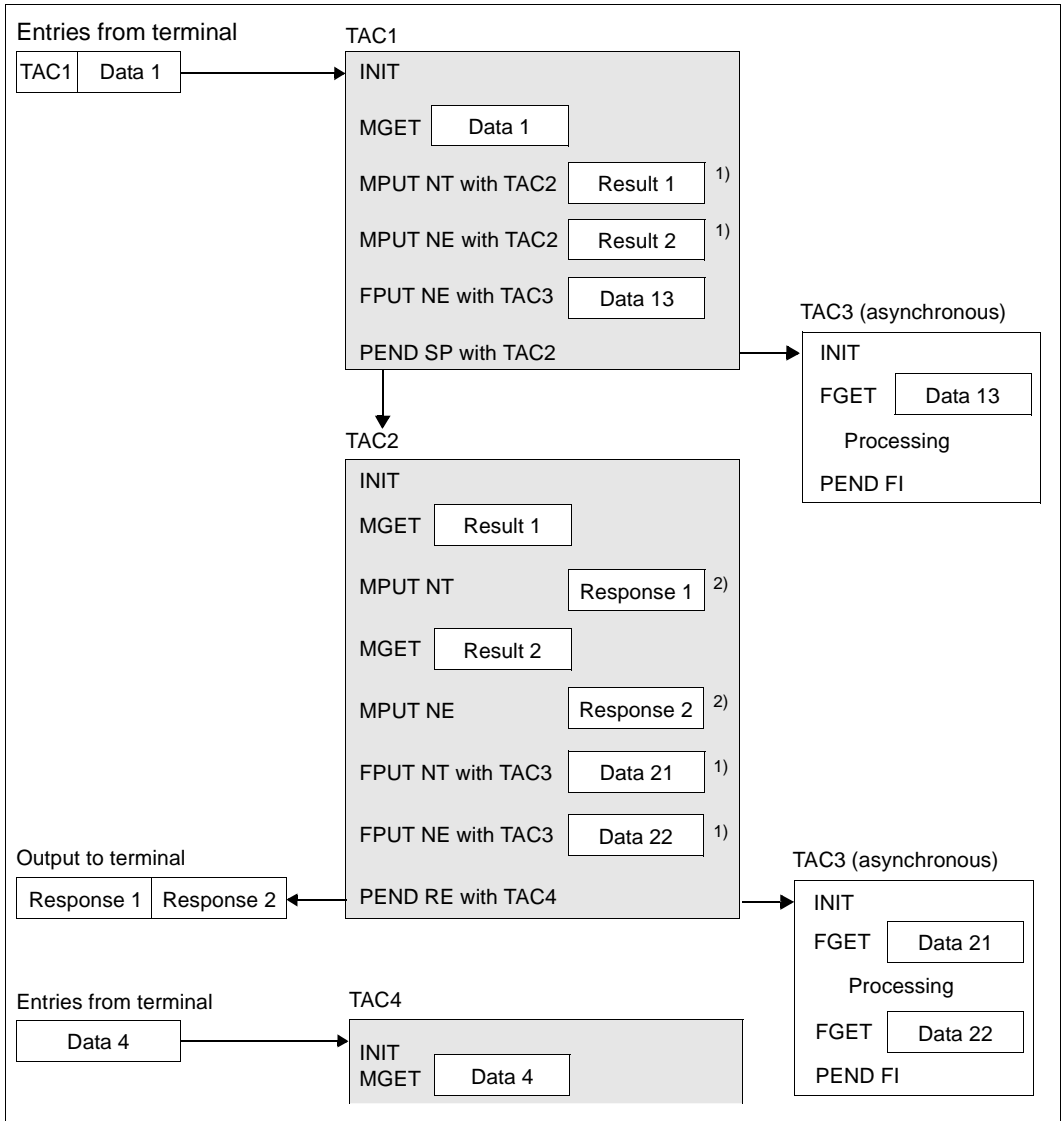 Entries from terminal
TAC1 Data 1
TAC1
INIT
MGET Data 1
MPUT NT with TAC2 Result 1 1)
MPUT NE with TAC2 Result 2 1)
FPUT NE with TAC3 Data 13
PEND SP with TAC2
TAC3 (asynchronous)
INIT
FGET Data 13
Processing
PEND FI
TAC2
INIT
MGET Result 1
MPUT NT Response 1 2)
MGET Result 2
MPUT NE Response 2 2)
FPUT NT with TAC3 Data 21 1)
FPUT NE with TAC3 Data 22 1)
PEND RE with TAC4
Output to terminal
Response 1 Response 2
TAC3 (asynchronous)
INIT
FGET Data 21
Processing
FGET Data 22
PEND FI
Entries from terminal
Data 4
TAC4
INIT
MGET Data 4